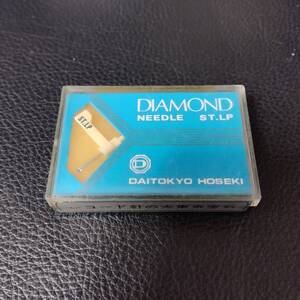 DIAMOND
NEEDLE ST.LP
ST.LP
D
DAITOKYO HOSEKI